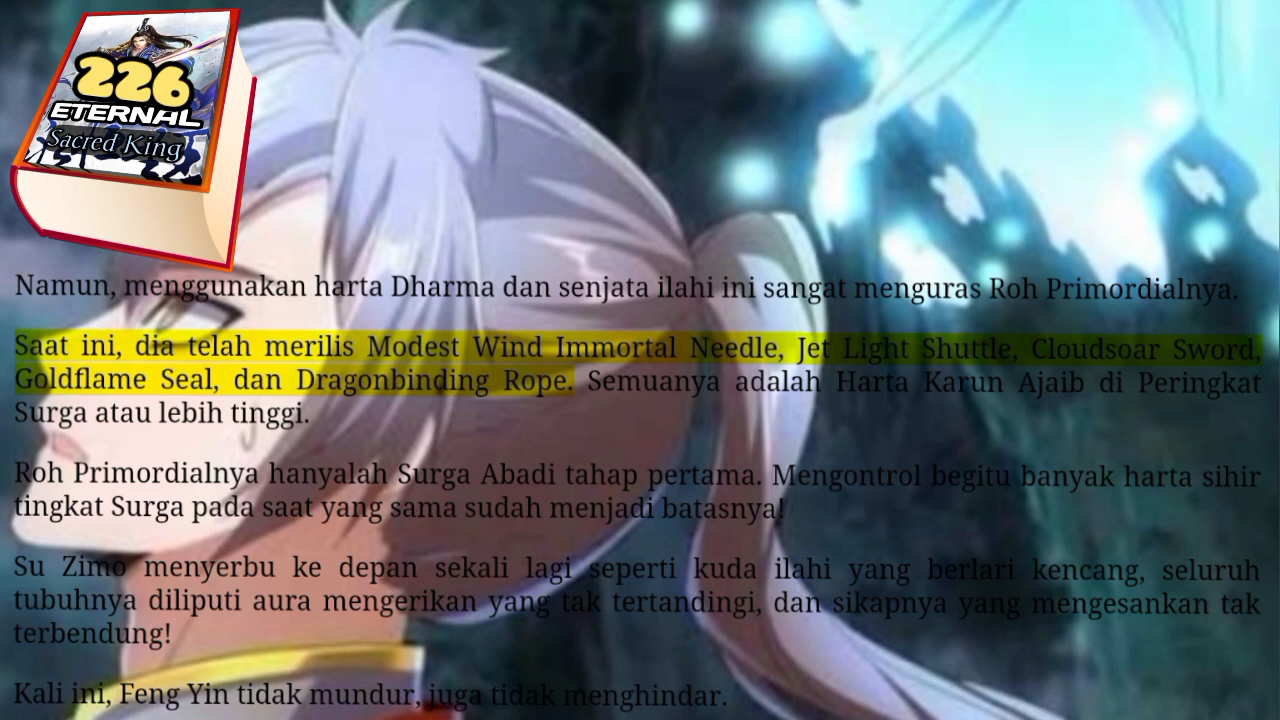 226
ETERNAL
Sacred King
Namun, menggunakan harta Dharma dan senjata ilahi ini sangat menguras Roh Primordialnya.
Saat ini, dia telah merilis Modest Wind Immortal Needle, Jet Light Shuttle, Cloudsoar Sword,
Goldflame Seal, dan Dragonbinding Rope. Semuanya adalah Harta Karun Ajaib di Peringkat
Surga atau lebih tinggi.
Roh Primordialnya hanyalah Surga Abadi tahap pertama. Mengontrol begitu banyak harta sihir
tingkat Surga pada saat yang sama sudah menjadi batasnya!
Su Zimo menyerbu ke depan sekali lagi seperti kuda ilahi yang berlari kencang, seluruh
tubuhnya diliputi aura mengerikan yang tak tertandingi, dan sikapnya yang mengesankan tak
terbendung!
Kali ini, Feng Yin tidak mundur, juga tidak menghindar.